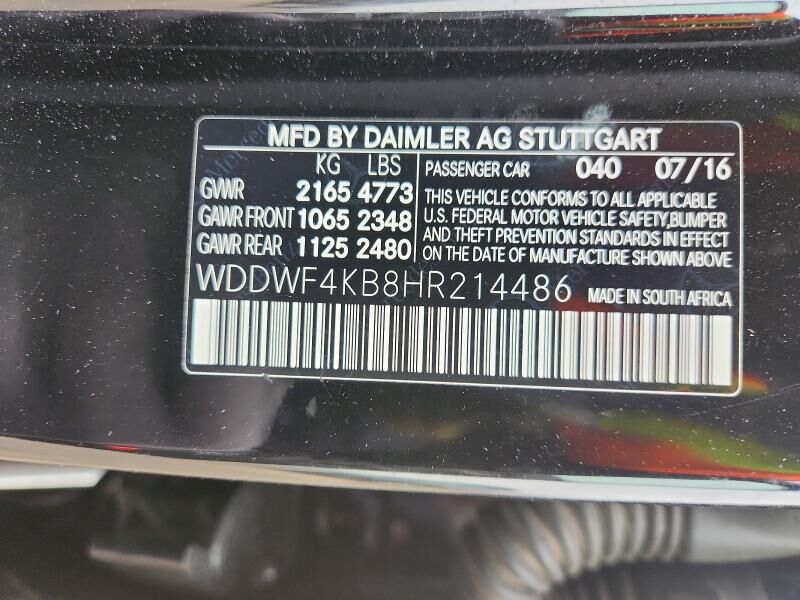 MFD BY DAIMLER AG STUTTGART
KG LBS
GVWR 2165 4773
GAWR FRONT 1065 2348
GAWR REAR 1125 2480
PASSENGER CAR 040 07/16
THIS VEHICLE CONFORMS TO ALL APPLICABLE
U.S. FEDERAL MOTOR VEHICLE SAFETY,BUMPER
AND THEFT PREVENTION STANDARDS IN EFFECT
ON THE DATE OF MANUFACTURE SHOWN ABOVE
WDDWF4KB8HR214486 MADE IN SOUTH AFRICA